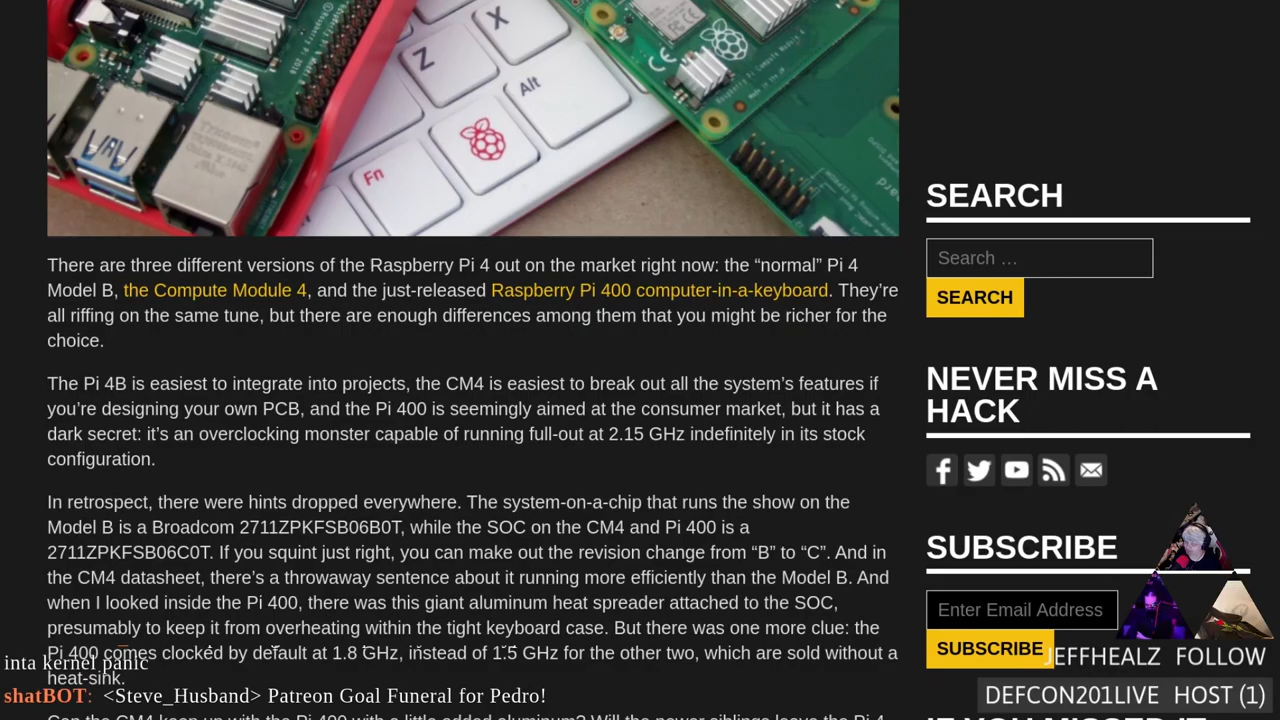 X
Z
Alt
Fn
SEARCH
Search …
SEARCH
There are three different versions of the Raspberry Pi 4 out on the market right now: the “normal” Pi 4
Model B, the Compute Module 4, and the just-released Raspberry Pi 400 computer-in-a-keyboard. They’re
all riffing on the same tune, but there are enough differences among them that you might be richer for the
choice.
The Pi 4B is easiest to integrate into projects, the CM4 is easiest to break out all the system’s features if
you’re designing your own PCB, and the Pi 400 is seemingly aimed at the consumer market, but it has a
dark secret: it’s an overclocking monster capable of running full-out at 2.15 GHz indefinitely in its stock
configuration.
In retrospect, there were hints dropped everywhere. The system-on-a-chip that runs the show on the
Model B is a Broadcom 2711ZPKFSB06B0T, while the SOC on the CM4 and Pi 400 is a
2711ZPKFSB06C0T. If you squint just right, you can make out the revision change from “B” to “C”. And in
the CM4 datasheet, there’s a throwaway sentence about it running more efficiently than the Model B. And
when I looked inside the Pi 400, there was this giant aluminum heat spreader attached to the SOC,
presumably to keep it from overheating within the tight keyboard case. But there was one more clue: the
Pi 400 comes clocked by default at 1.8 GHz, instead of 1.5 GHz for the other two, which are sold without a
heat-sink.
NEVER MISS A
HACK
SUBSCRIBE
Enter Email Address
SUBSCRIBE
inta kernel panic
shatBOT: <Steve_Husband> Patreon Goal Funeral for Pedro!
JEFFHEALZ FOLLOW
DEFCON201LIVE HOST (1)